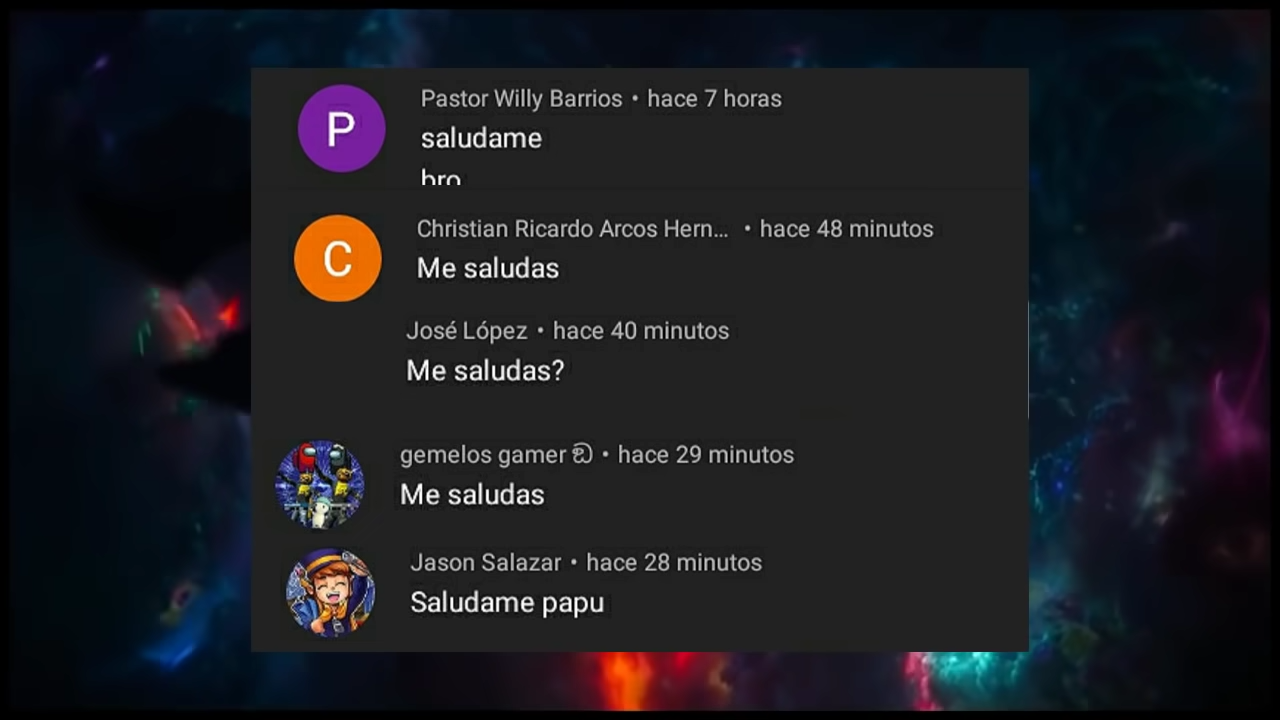 P
Pastor Willy Barrios • hace 7 horas
saludame
bro
C
Christian Ricardo Arcos Hern... • hace 48 minutos
Me saludas
José López • hace 40 minutos
Me saludas?
gemelos gamer ඞ • hace 29 minutos
Me saludas
Jason Salazar • hace 28 minutos
Saludame papu